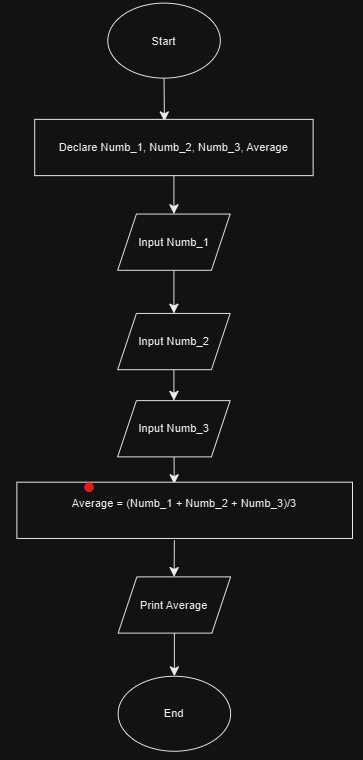 Start
Declare Numb_1, Numb_2, Numb_3, Average
Input Numb_1
Input Numb_2
Input Numb_3
Average = (Numb_1 + Numb_2 + Numb_3)/3
Print Average
End